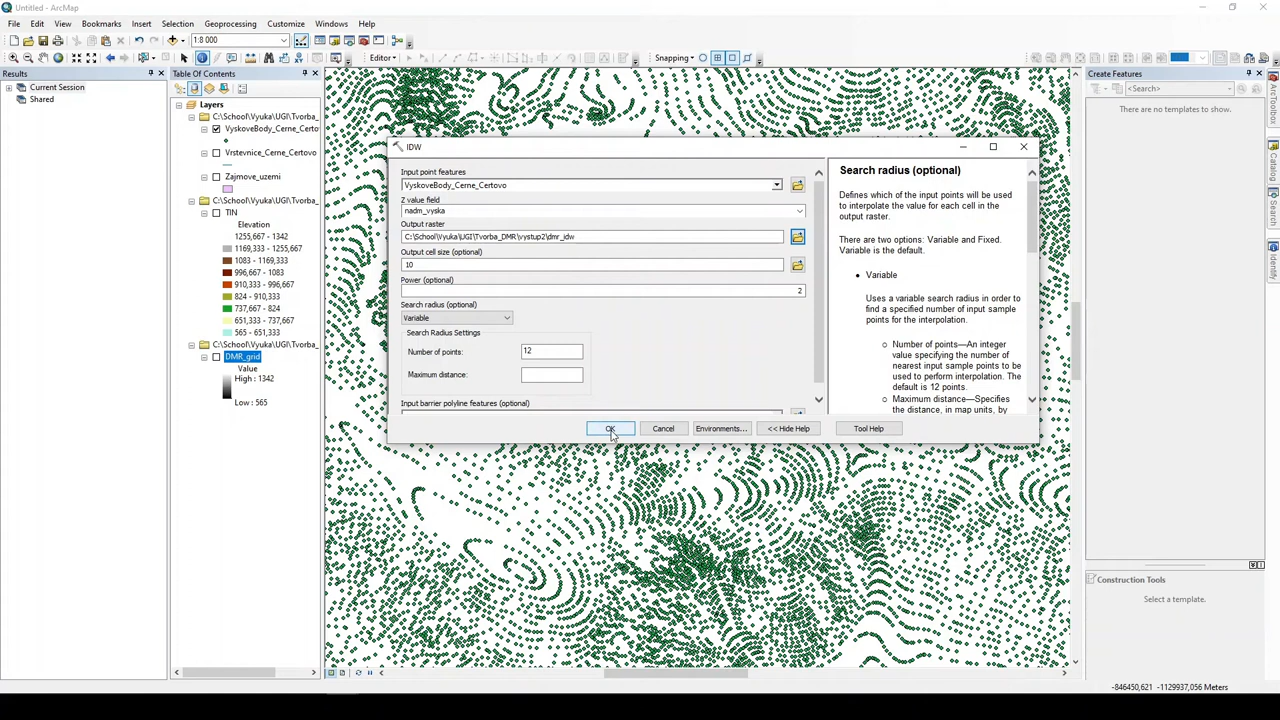 Untitled - ArcMap
File Edit View Bookmarks Insert Selection Geoprocessing Customize Windows Help
1:8 000
Editor
Snapping
Results
Current Session
Shared
Table Of Contents
Layers
C:\School\Vyuka\UGI\Tvorba_
VyskoveBody_Cerne_Certo
Vrstevnice_Cerne_Certovo
Zajmove_uzemi
C:\School\Vyuka\UGI\Tvorba_
TIN
Elevation
1255,667 - 1342
1169,333 - 1255,667
1083 - 1169,333
996,667 - 1083
910,333 - 996,667
824 - 910,333
737,667 - 824
651,333 - 737,667
565 - 651,333
C:\School\Vyuka\UGI\Tvorba_
DMR_grid
Value
High : 1342
Low : 565
IDW
Input point features
VyskoveBody_Cerne_Certovo
Z value field
nadm_vyska
Output raster
C:\School\Vyuka\UGI\Tvorba_DMR\vystup2\dmr_idw
Output cell size (optional)
10
Power (optional)
2
Search radius (optional)
Variable
Search Radius Settings
Number of points:
12
Maximum distance:
Input barrier polyline features (optional)
OK
Cancel
Environments...
<< Hide Help
Tool Help
Search radius (optional)
Defines which of the input points will be used
to interpolate the value for each cell in the
output raster.
There are two options: Variable and Fixed.
Variable is the default.
• Variable
Uses a variable search radius in order to
find a specified number of input sample
points for the interpolation.
Number of points—An integer
value specifying the number of
nearest input sample points to be
used to perform interpolation. The
default is 12 points.
Maximum distance—Specifies
the distance, in map units, by
Create Features
<Search>
There are no templates to show.
Construction Tools
Select a template.
ArcToolbox
Catalog
Search
Identify
-846450,621 -1129937,056 Meters